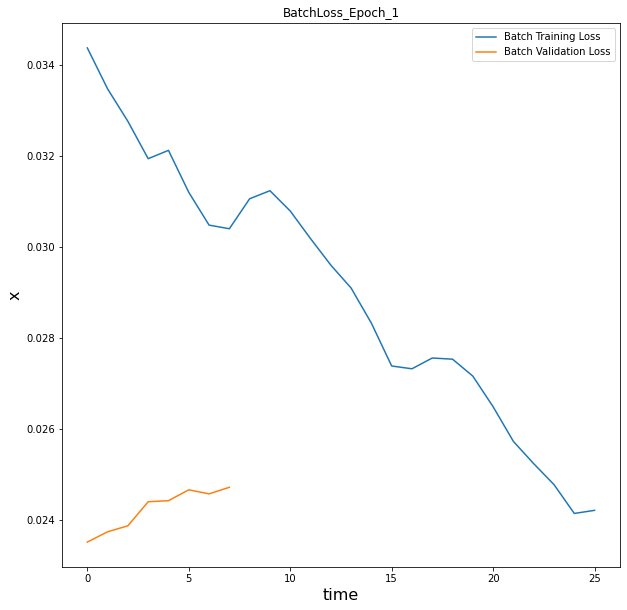 BatchLoss_Epoch_1
Batch Training Loss
Batch Validation Loss
0.034
0.032
0.030
0.028
0.026
0.024
x
0 5 10 15 20 25
time